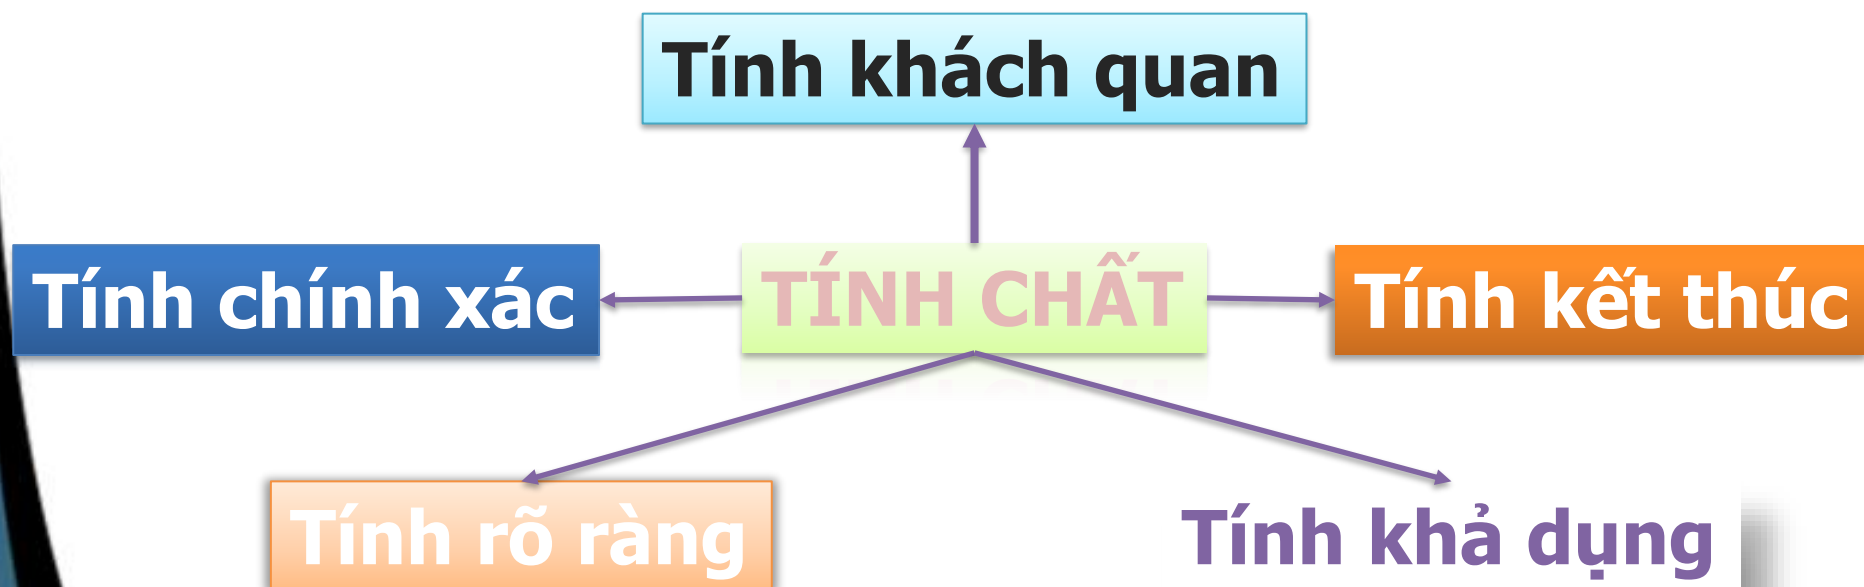 Tính khách quan
Tính chính xác
TÍNH CHẤT
Tính kết thúc
Tính rõ ràng
Tính khả dụng